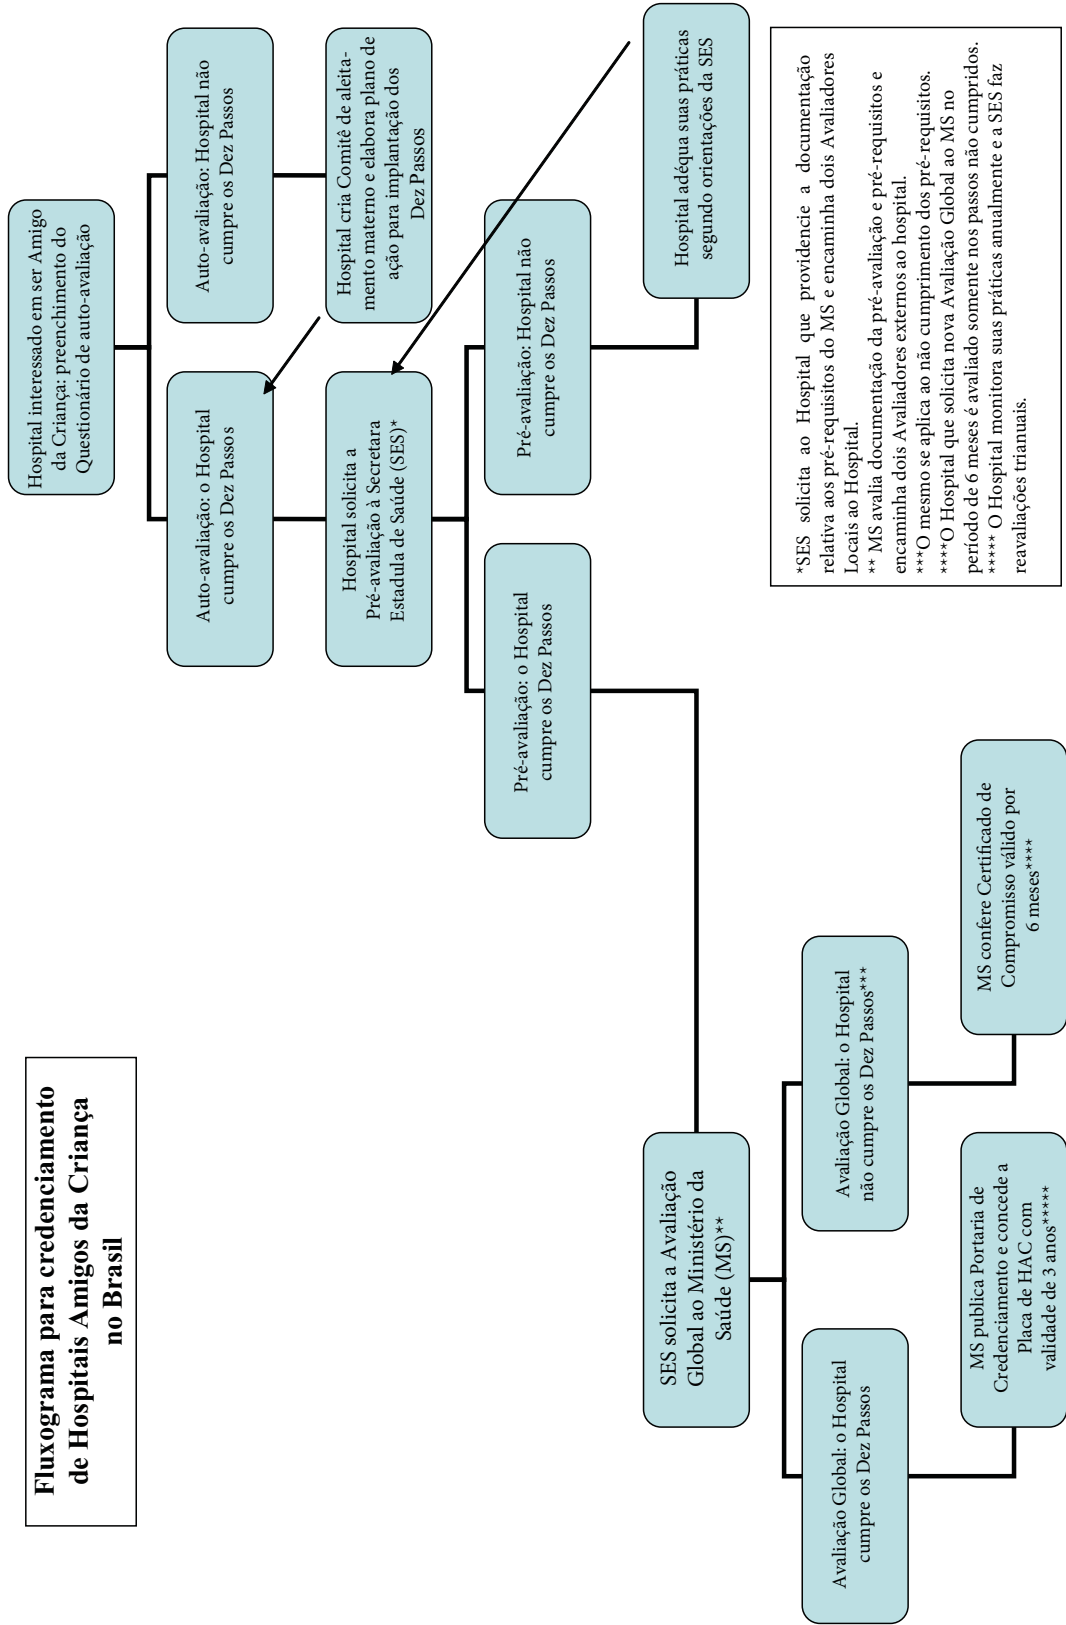 Fluxograma para credenciamento
de Hospitais Amigos da Criança
no Brasil
Hospital interessado em ser Amigo
da Criança: preenchimento do
Questionário de auto-avaliação
Auto-avaliação: o Hospital
cumpre os Dez Passos
Auto-avaliação: Hospital não
cumpre os Dez Passos
Hospital solicita a
Pré-avaliação à Secretara
Estadula de Saúde (SES)*
Hospital cria Comitê de aleita-
mento materno e elabora plano de
ação para implantação dos
Dez Passos
Pré-avaliação: o Hospital
cumpre os Dez Passos
Pré-avaliação: Hospital não
cumpre os Dez Passos
SES solicita a Avaliação
Global ao Ministério da
Saúde (MS)**
Hospital adéqua suas práticas
segundo orientações da SES
Avaliação Global: o Hospital
cumpre os Dez Passos
Avaliação Global: o Hospital
não cumpre os Dez Passos***
MS publica Portaria de
Credenciamento e concede a
Placa de HAC com
validade de 3 anos*****
MS confere Certificado de
Compromisso válido por
6 meses****
*SES solicita ao Hospital que providencie a documentação
relativa aos pré-requisitos do MS e encaminha dois Avaliadores
Locais ao Hospital.
** MS avalia documentação da pré-avaliação e pré-requisitos e
encaminha dois Avaliadores externos ao hospital.
***O mesmo se aplica ao não cumprimento dos pré-requisitos.
****O Hospital que solicita nova Avaliação Global ao MS no
período de 6 meses é avaliado somente nos passos não cumpridos.
***** O Hospital monitora suas práticas anualmente e a SES faz
reavaliações trianuais.